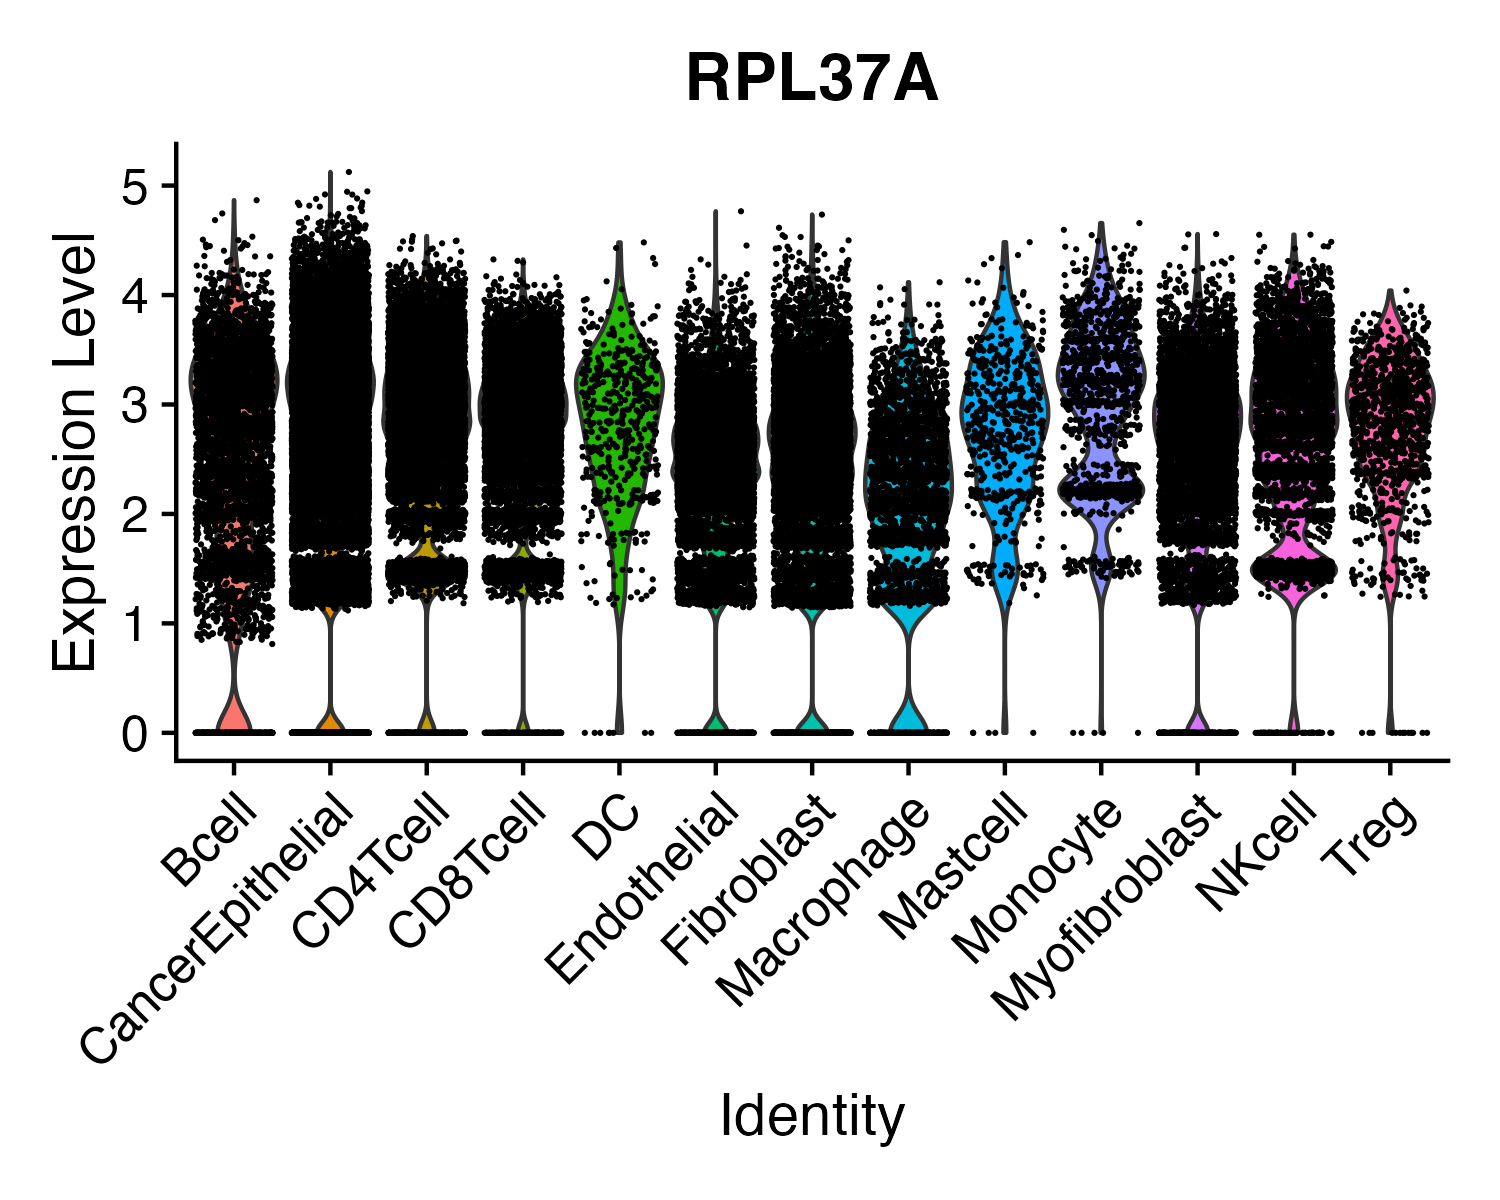 RPL37A
Expression Level
5
4
3
2
1
0
Bcell
CancerEpithelial
CD4Tcell
CD8Tcell
DC
Endothelial
Fibroblast
Macrophage
Mastcell
Monocyte
Myofibroblast
NKcell
Treg
Identity